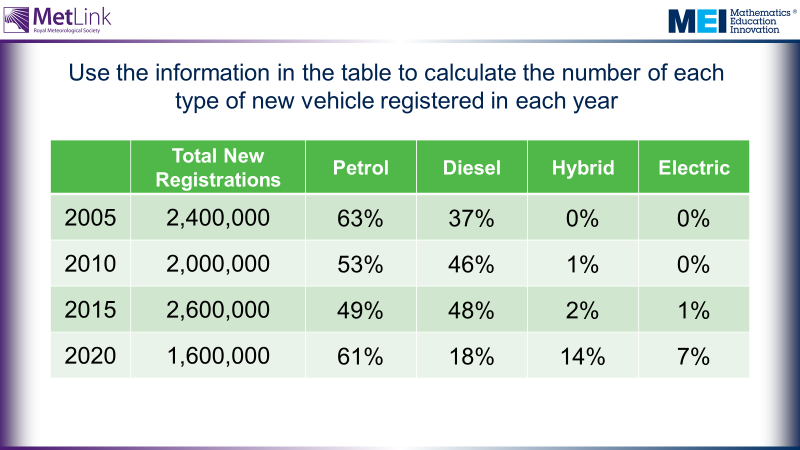 MetLink
Royal Meteorological Society
MEI Mathematics Education Innovation ®
Use the information in the table to calculate the number of each
type of new vehicle registered in each year
Total New Registrations Petrol Diesel Hybrid Electric
2005 2,400,000 63% 37% 0% 0%
2010 2,000,000 53% 46% 1% 0%
2015 2,600,000 49% 48% 2% 1%
2020 1,600,000 61% 18% 14% 7%